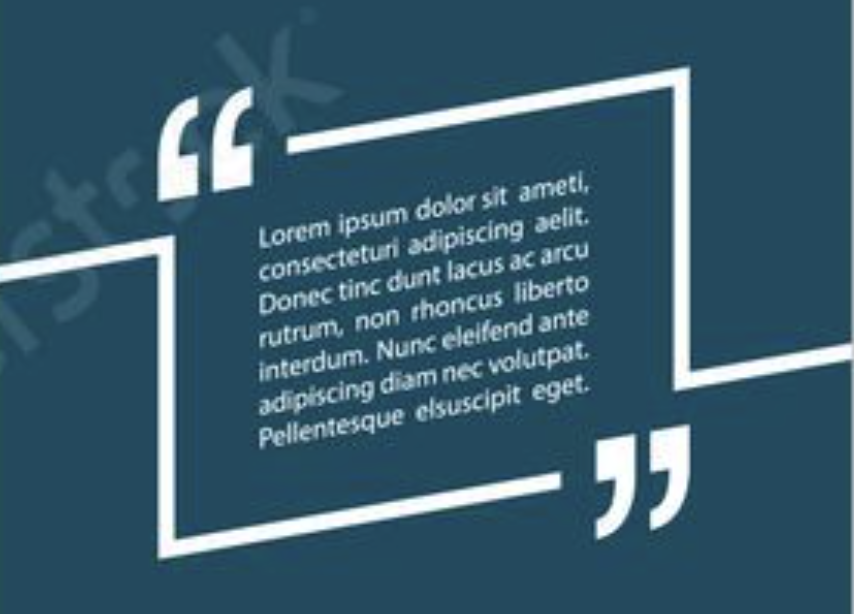 “
Lorem ipsum dolor sit ameti,
consecteturi adipiscing aelit.
Donec tinc dunt lacus ac arcu
rutrum, non rhoncus liberto
interdum. Nunc eleifend ante
adipiscing diam nec volutpat.
Pellentesque elsuscipit eget.
”